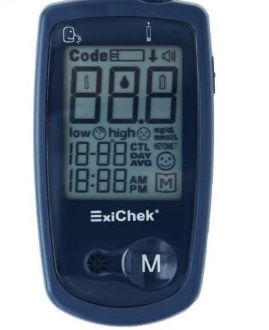 Code
88.8
low high mg/dL
mmol/L
18-88 CTL KETONE?
DAY
AVG
18:88 AM M
PM
ExiChek®
M